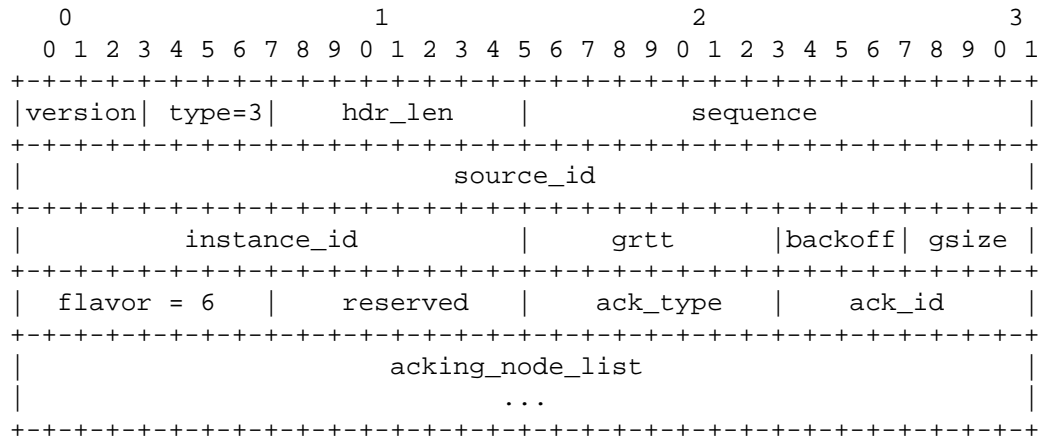 0                   1                   2                   3
0 1 2 3 4 5 6 7 8 9 0 1 2 3 4 5 6 7 8 9 0 1 2 3 4 5 6 7 8 9 0 1
+-+-+-+-+-+-+-+-+-+-+-+-+-+-+-+-+-+-+-+-+-+-+-+-+-+-+-+-+-+-+-+-+
|version| type=3|    hdr_len    |          sequence             |
+-+-+-+-+-+-+-+-+-+-+-+-+-+-+-+-+-+-+-+-+-+-+-+-+-+-+-+-+-+-+-+-+
|                           source_id                           |
+-+-+-+-+-+-+-+-+-+-+-+-+-+-+-+-+-+-+-+-+-+-+-+-+-+-+-+-+-+-+-+-+
|          instance_id          |     grtt      |backoff| gsize |
+-+-+-+-+-+-+-+-+-+-+-+-+-+-+-+-+-+-+-+-+-+-+-+-+-+-+-+-+-+-+-+-+
|  flavor = 6   |    reserved   |    ack_type   |    ack_id     |
+-+-+-+-+-+-+-+-+-+-+-+-+-+-+-+-+-+-+-+-+-+-+-+-+-+-+-+-+-+-+-+-+
|                       acking_node_list                        |
|                              ...                              |
+-+-+-+-+-+-+-+-+-+-+-+-+-+-+-+-+-+-+-+-+-+-+-+-+-+-+-+-+-+-+-+-+